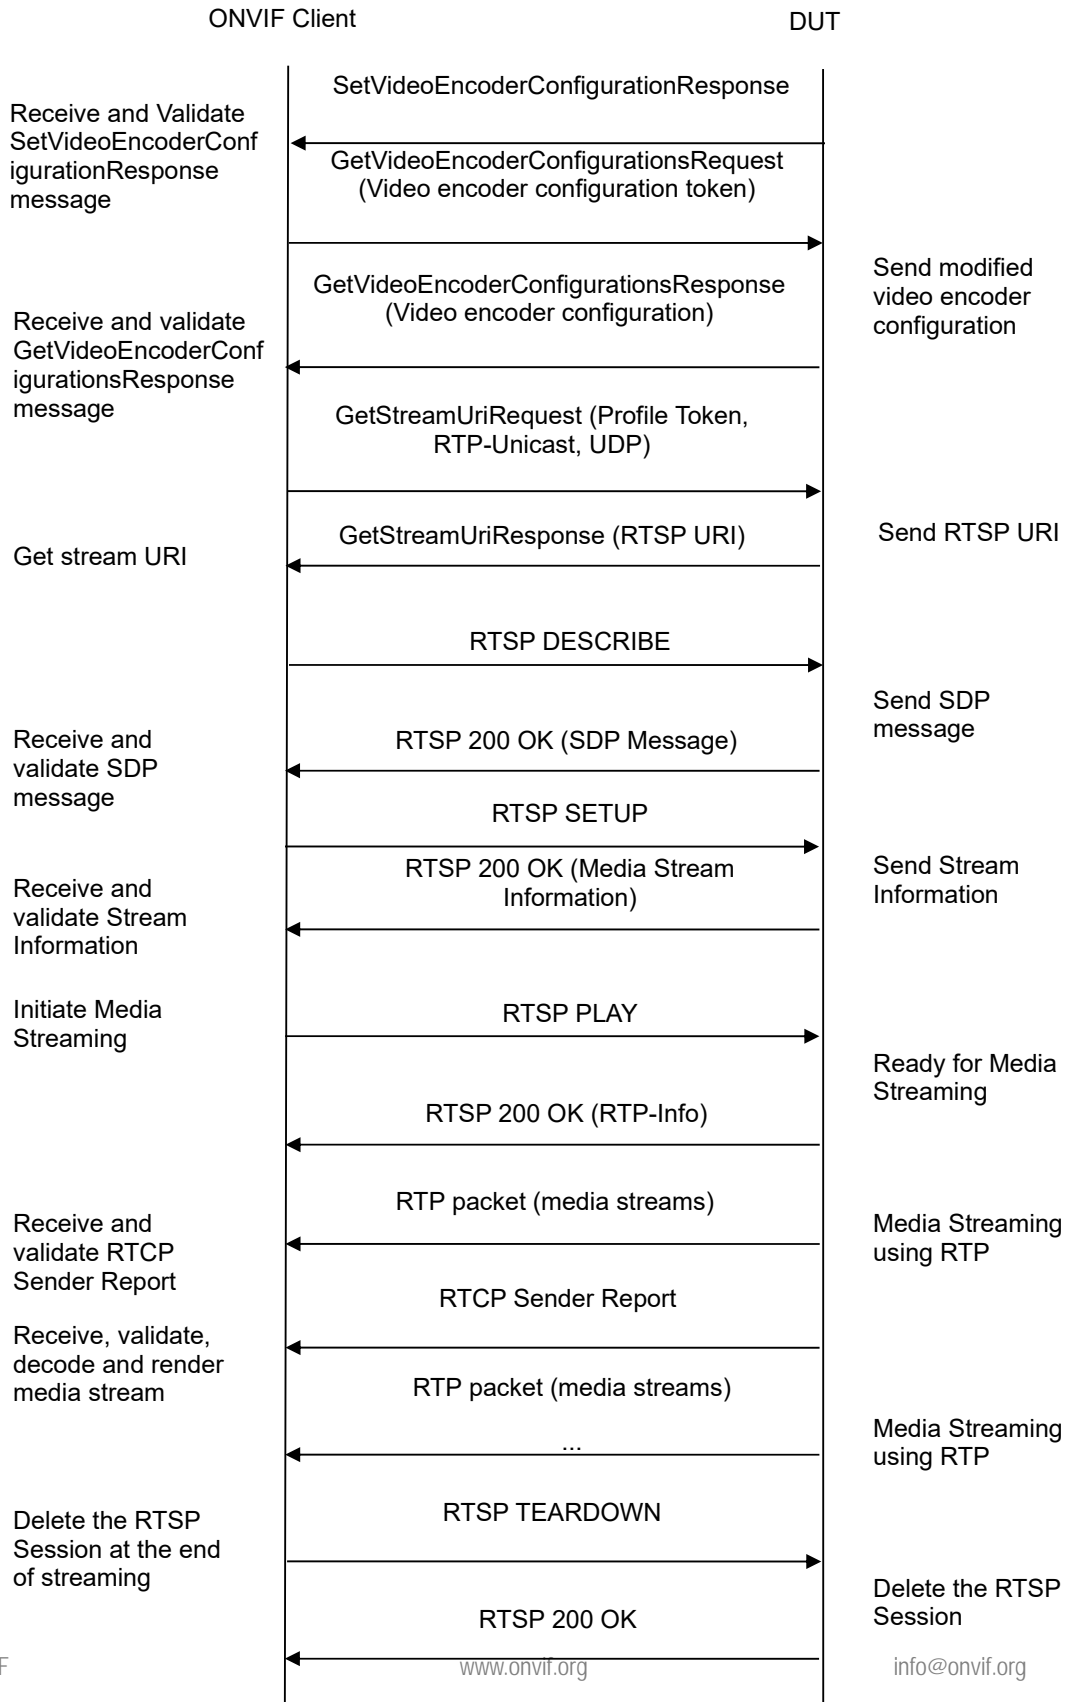 ONVIF Client
DUT
SetVideoEncoderConfigurationResponse
Receive and Validate
SetVideoEncoderConf
igurationResponse
message
GetVideoEncoderConfigurationsRequest
(Video encoder configuration token)
Send modified
video encoder
configuration
GetVideoEncoderConfigurationsResponse
(Video encoder configuration)
Receive and validate
GetVideoEncoderConf
igurationsResponse
message
GetStreamUriRequest (Profile Token,
RTP-Unicast, UDP)
GetStreamUriResponse (RTSP URI)
Send RTSP URI
Get stream URI
RTSP DESCRIBE
Send SDP
message
RTSP 200 OK (SDP Message)
Receive and
validate SDP
message
RTSP SETUP
RTSP 200 OK (Media Stream
Information)
Send Stream
Information
Receive and
validate Stream
Information
Initiate Media
Streaming
RTSP PLAY
Ready for Media
Streaming
RTSP 200 OK (RTP-Info)
RTP packet (media streams)
Receive and
validate RTCP
Sender Report
Media Streaming
using RTP
RTCP Sender Report
Receive, validate,
decode and render
media stream
RTP packet (media streams)
...
Media Streaming
using RTP
RTSP TEARDOWN
Delete the RTSP
Session at the end
of streaming
Delete the RTSP
Session
RTSP 200 OK
F
www.onvif.org
info@onvif.org